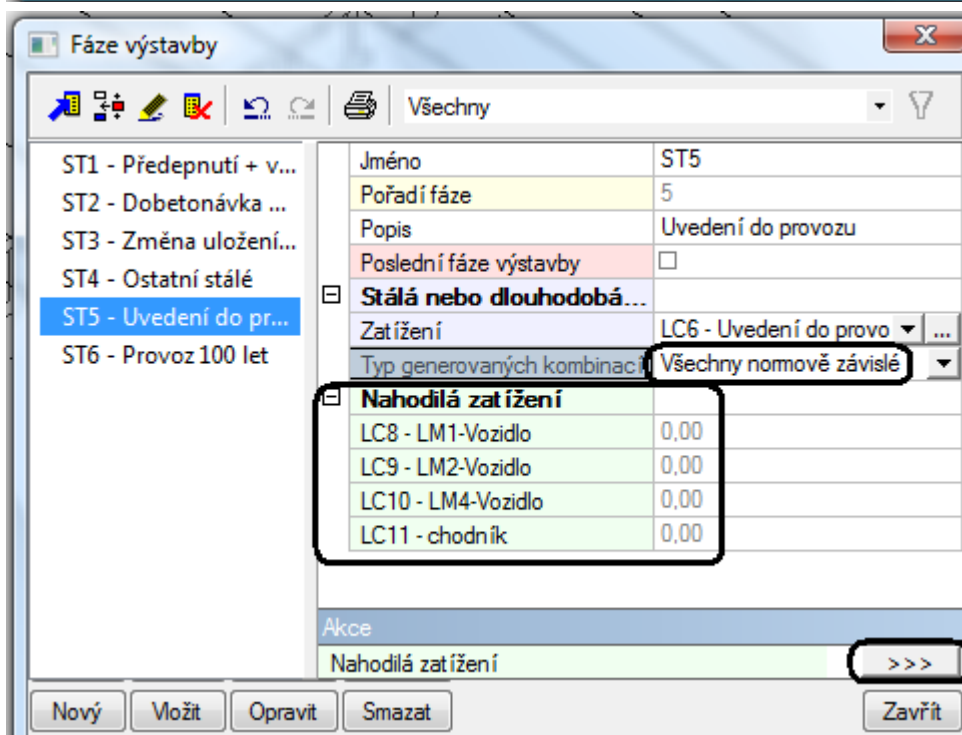 Fáze výstavby
Všechny
ST1 - Předepnutí + v...
ST2 - Dobetonávka ...
ST3 - Změna uložení...
ST4 - Ostatní stálé
ST5 - Uvedení do pr...
ST6 - Provoz 100 let
Jméno ST5
Pořadí fáze 5
Popis Uvedení do provozu
Poslední fáze výstavby
Stálá nebo dlouhodobá...
Zatížení LC6 - Uvedení do provo ...
Typ generovaných kombinací Všechny normově závislé
Nahodilá zatížení
LC8 - LM1-Vozidlo 0,00
LC9 - LM2-Vozidlo 0,00
LC10 - LM4-Vozidlo 0,00
LC11 - chodník 0,00
Akce
Nahodilá zatížení >>>
Nový Vložit Opravit Smazat Zavřít